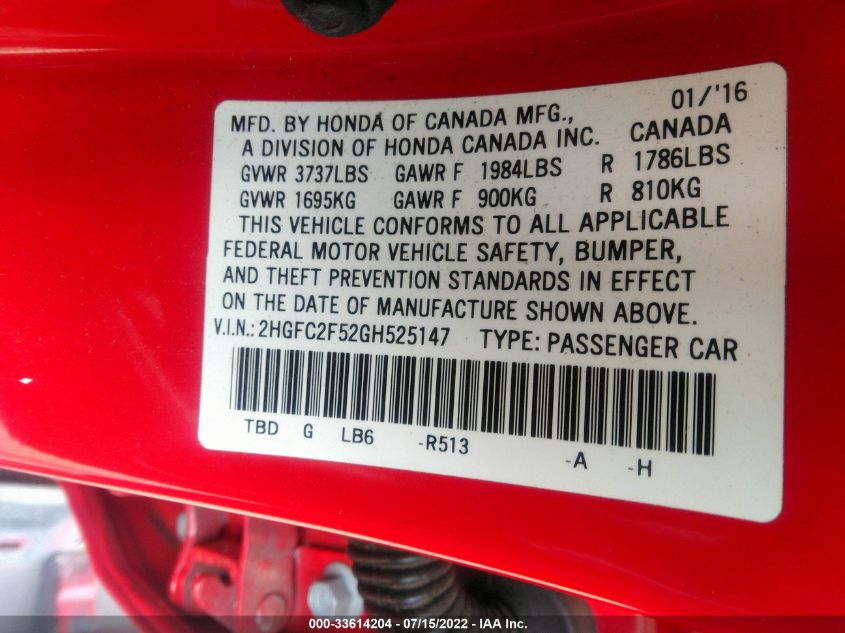 01/'16
MFD. BY HONDA OF CANADA MFG.,
A DIVISION OF HONDA CANADA INC. CANADA
GVWR 3737LBS GAWR F 1984LBS R 1786LBS
GVWR 1695KG GAWR F 900KG R 810KG
THIS VEHICLE CONFORMS TO ALL APPLICABLE
FEDERAL MOTOR VEHICLE SAFETY, BUMPER,
AND THEFT PREVENTION STANDARDS IN EFFECT
ON THE DATE OF MANUFACTURE SHOWN ABOVE.
V.I.N.: 2HGFC2F52GH525147 TYPE: PASSENGER CAR
TBD G LB6 -R513 -A -H
000-33614204 - 07/15/2022 - IAA Inc.